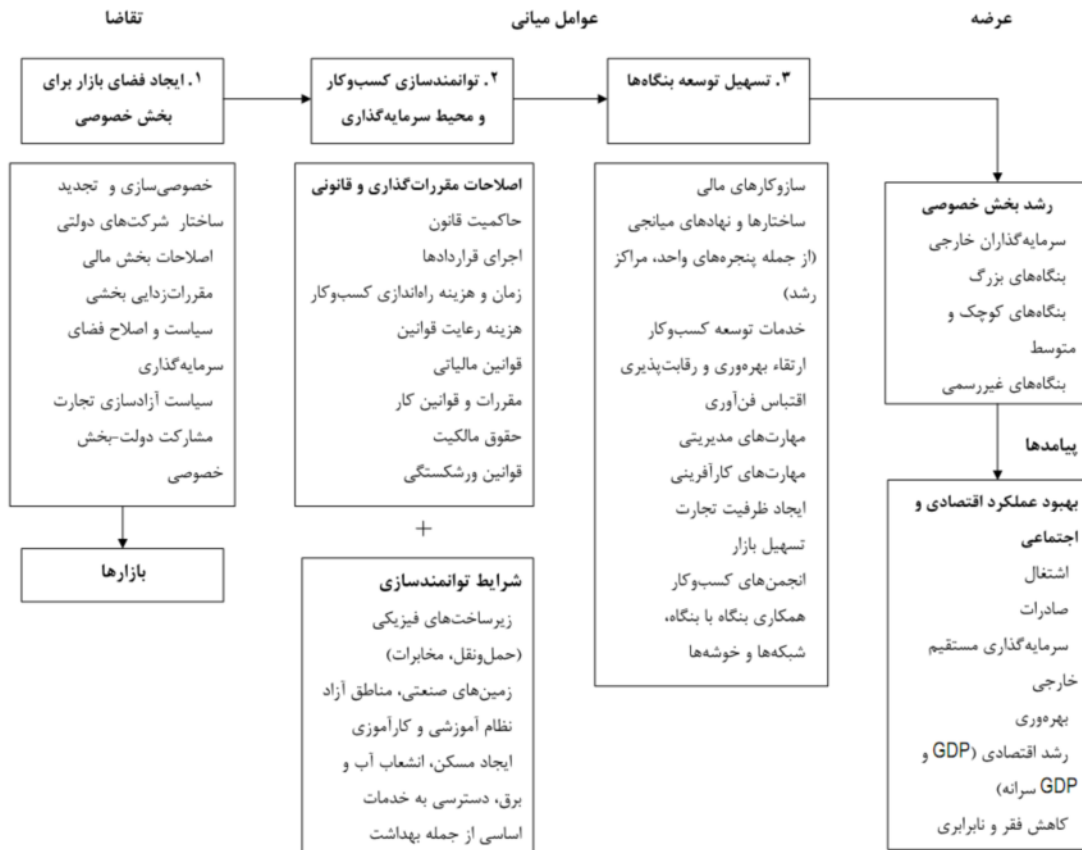 تقاضا
عوامل میانی
عرضه
۱. ایجاد فضای بازار برای
بخش خصوصی
۲. توانمندسازی کسب‌وکار
و محیط سرمایه‌گذاری
۳. تسهیل توسعه بنگاه‌ها
خصوصی‌سازی و تجدید
ساختار شرکت‌های دولتی
اصلاحات بخش مالی
مقررات‌زدایی بخشی
سیاست و اصلاح فضای
سرمایه‌گذاری
سیاست آزادسازی تجارت
مشارکت دولت-بخش
خصوصی
بازارها
اصلاحات مقررات‌گذاری و قانونی
حاکمیت قانون
اجرای قراردادها
زمان و هزینه راه‌اندازی کسب‌وکار
هزینه رعایت قوانین
قوانین مالیاتی
مقررات و قوانین کار
حقوق مالکیت
قوانین ورشکستگی
+
شرایط توانمندسازی
زیرساخت‌های فیزیکی
(حمل‌ونقل، مخابرات)
زمین‌های صنعتی، مناطق آزاد
نظام آموزشی و کارآموزی
ایجاد مسکن، انشعاب آب و
برق، دسترسی به خدمات
اساسی از جمله بهداشت
سازوکارهای مالی
ساختارها و نهادهای میانجی
(از جمله پنجره‌های واحد، مراکز
رشد)
خدمات توسعه کسب‌وکار
ارتقاء بهره‌وری و رقابت‌پذیری
اقتباس فن‌آوری
مهارت‌های مدیریتی
مهارت‌های کارآفرینی
ایجاد ظرفیت تجارت
تسهیل بازار
انجمن‌های کسب‌وکار
همکاری بنگاه با بنگاه،
شبکه‌ها و خوشه‌ها
رشد بخش خصوصی
سرمایه‌گذاران خارجی
بنگاه‌های بزرگ
بنگاه‌های کوچک و
متوسط
بنگاه‌های غیررسمی
پیامدها
بهبود عملکرد اقتصادی و
اجتماعی
اشتغال
صادرات
سرمایه‌گذاری مستقیم
خارجی
بهره‌وری
رشد اقتصادی (GDP و
GDP سرانه)
کاهش فقر و نابرابری